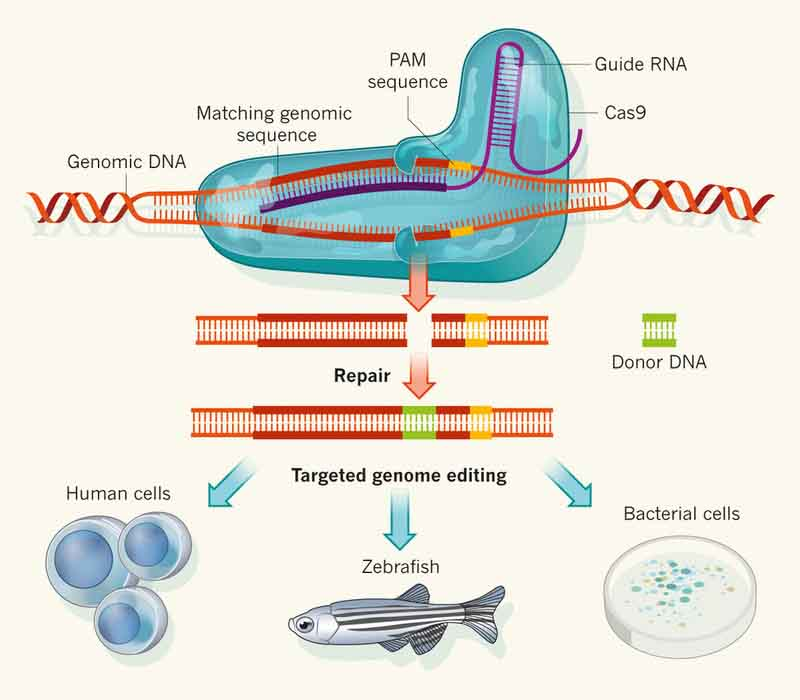 PAM
sequence
Guide RNA
Cas9
Matching genomic
sequence
Genomic DNA
Donor DNA
Repair
Targeted genome editing
Human cells
Bacterial cells
Zebrafish